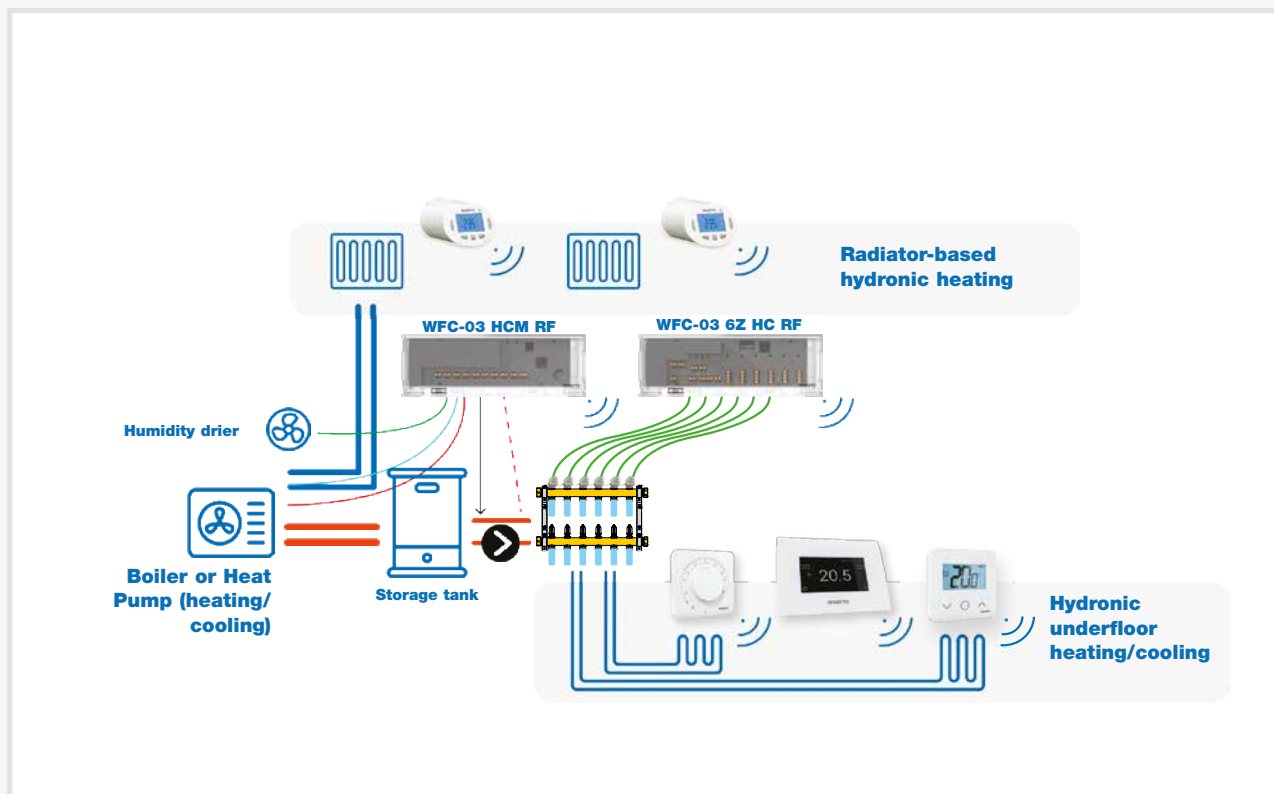 Radiator-based
hydronic heating
WFC-03 HCM RF
WFC-03 6Z HC RF
Humidity drier
Boiler or Heat
Pump (heating/
cooling)
Storage tank
20.5
Hydronic
underfloor
heating/cooling